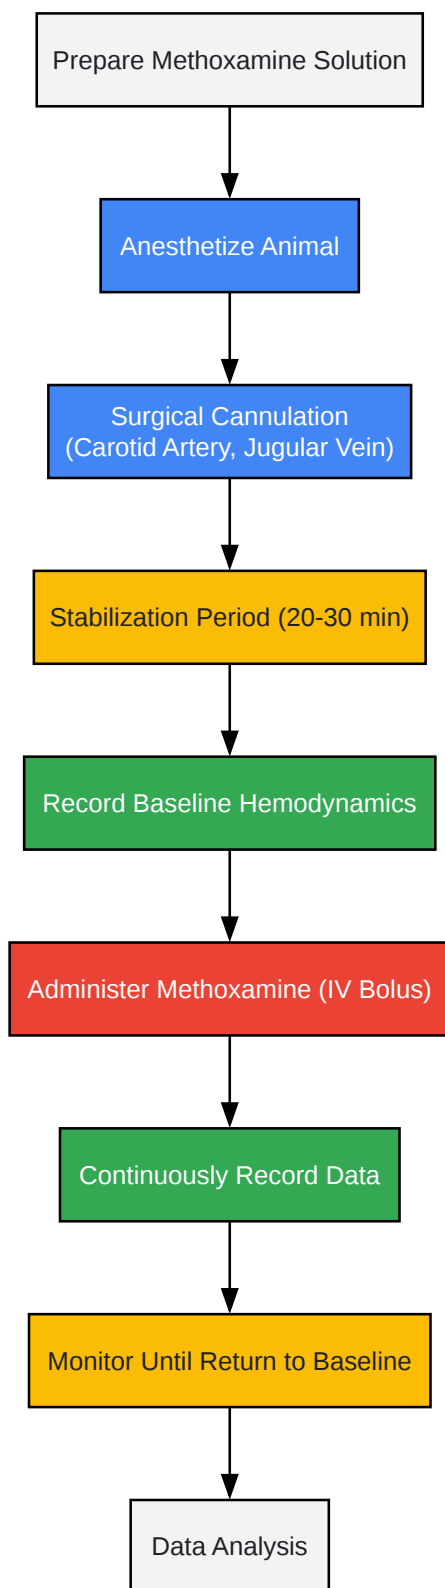 Prepare Methoxamine Solution
Anesthetize Animal
Surgical Cannulation
(Carotid Artery, Jugular Vein)
Stabilization Period (20-30 min)
Record Baseline Hemodynamics
Administer Methoxamine (IV Bolus)
Continuously Record Data
Monitor Until Return to Baseline
Data Analysis